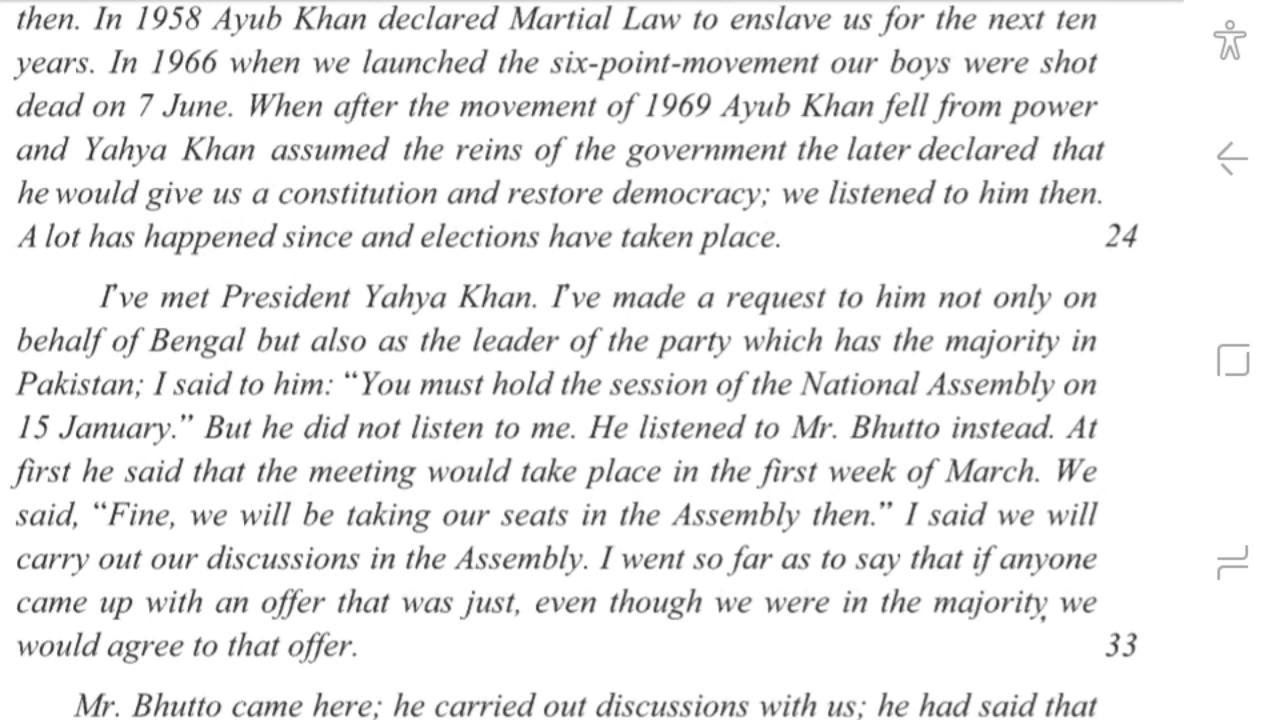 then. In 1958 Ayub Khan declared Martial Law to enslave us for the next ten
years. In 1966 when we launched the six-point-movement our boys were shot
dead on 7 June. When after the movement of 1969 Ayub Khan fell from power
and Yahya Khan assumed the reins of the government the later declared that
he would give us a constitution and restore democracy; we listened to him then.
A lot has happened since and elections have taken place. 24
I've met President Yahya Khan. I've made a request to him not only on
behalf of Bengal but also as the leader of the party which has the majority in
Pakistan; I said to him: “You must hold the session of the National Assembly on
15 January.” But he did not listen to me. He listened to Mr. Bhutto instead. At
first he said that the meeting would take place in the first week of March. We
said, “Fine, we will be taking our seats in the Assembly then.” I said we will
carry out our discussions in the Assembly. I went so far as to say that if anyone
came up with an offer that was just, even though we were in the majority, we
would agree to that offer. 33
Mr. Bhutto came here; he carried out discussions with us; he had said that